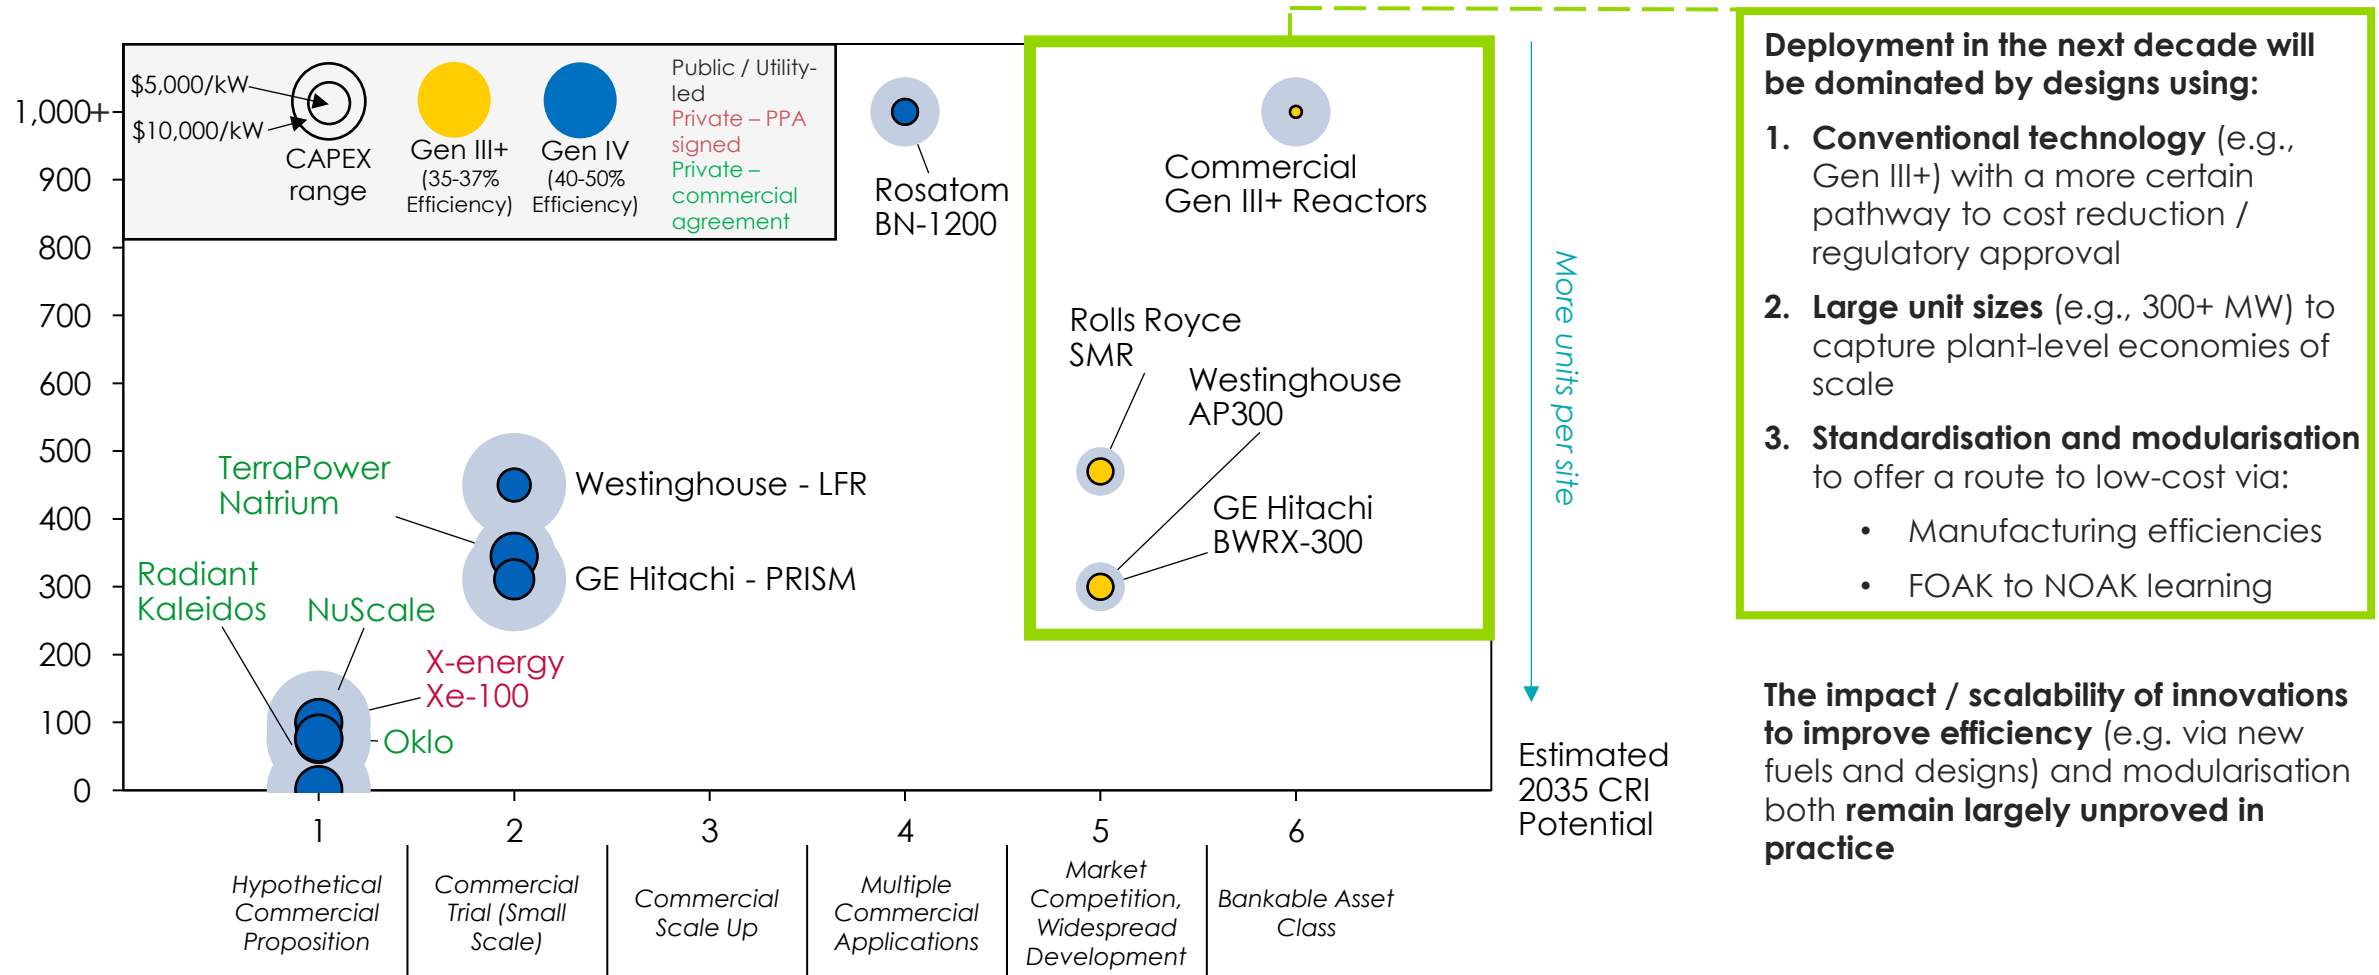 $5,000/kW
$10,000/kW
CAPEX
range
Gen III+
(35-37%
Efficiency)
Gen IV
(40-50%
Efficiency)
Public / Utility-
led
Private – PPA
signed
Private –
commercial
agreement
1,000+
900
800
700
600
500
400
300
200
100
0
Rosatom
BN-1200
Commercial
Gen III+ Reactors
Rolls Royce
SMR
Westinghouse
AP300
GE Hitachi
BWRX-300
TerraPower
Natrium
Westinghouse - LFR
GE Hitachi - PRISM
Radiant
Kaleidos
NuScale
X-energy
Xe-100
Oklo
More units per site
Estimated
2035 CRI
Potential
1
2
3
4
5
6
Hypothetical
Commercial
Proposition
Commercial
Trial (Small
Scale)
Commercial
Scale Up
Multiple
Commercial
Applications
Market
Competition,
Widespread
Development
Bankable Asset
Class
Deployment in the next decade will
be dominated by designs using:
1. Conventional technology (e.g.,
Gen III+) with a more certain
pathway to cost reduction /
regulatory approval
2. Large unit sizes (e.g., 300+ MW) to
capture plant-level economies of
scale
3. Standardisation and modularisation
to offer a route to low-cost via:
• Manufacturing efficiencies
• FOAK to NOAK learning
The impact / scalability of innovations
to improve efficiency (e.g. via new
fuels and designs) and modularisation
both remain largely unproved in
practice